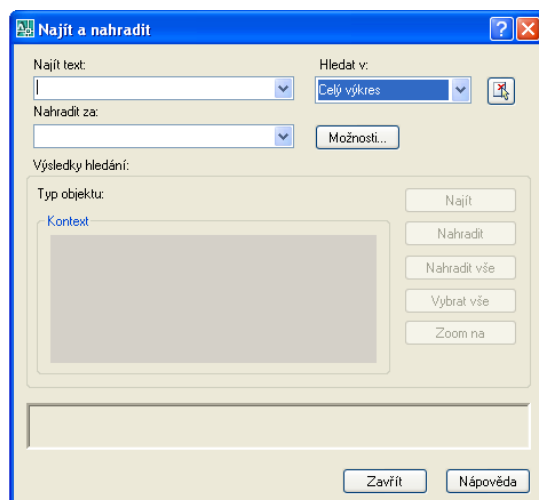 Najít a nahradit
Najít text:
Hledat v:
Celý výkres
Nahradit za:
Možnosti...
Výsledky hledání:
Typ objektu:
Kontext
Najít
Nahradit
Nahradit vše
Vybrat vše
Zoom na
Zavřít
Nápověda